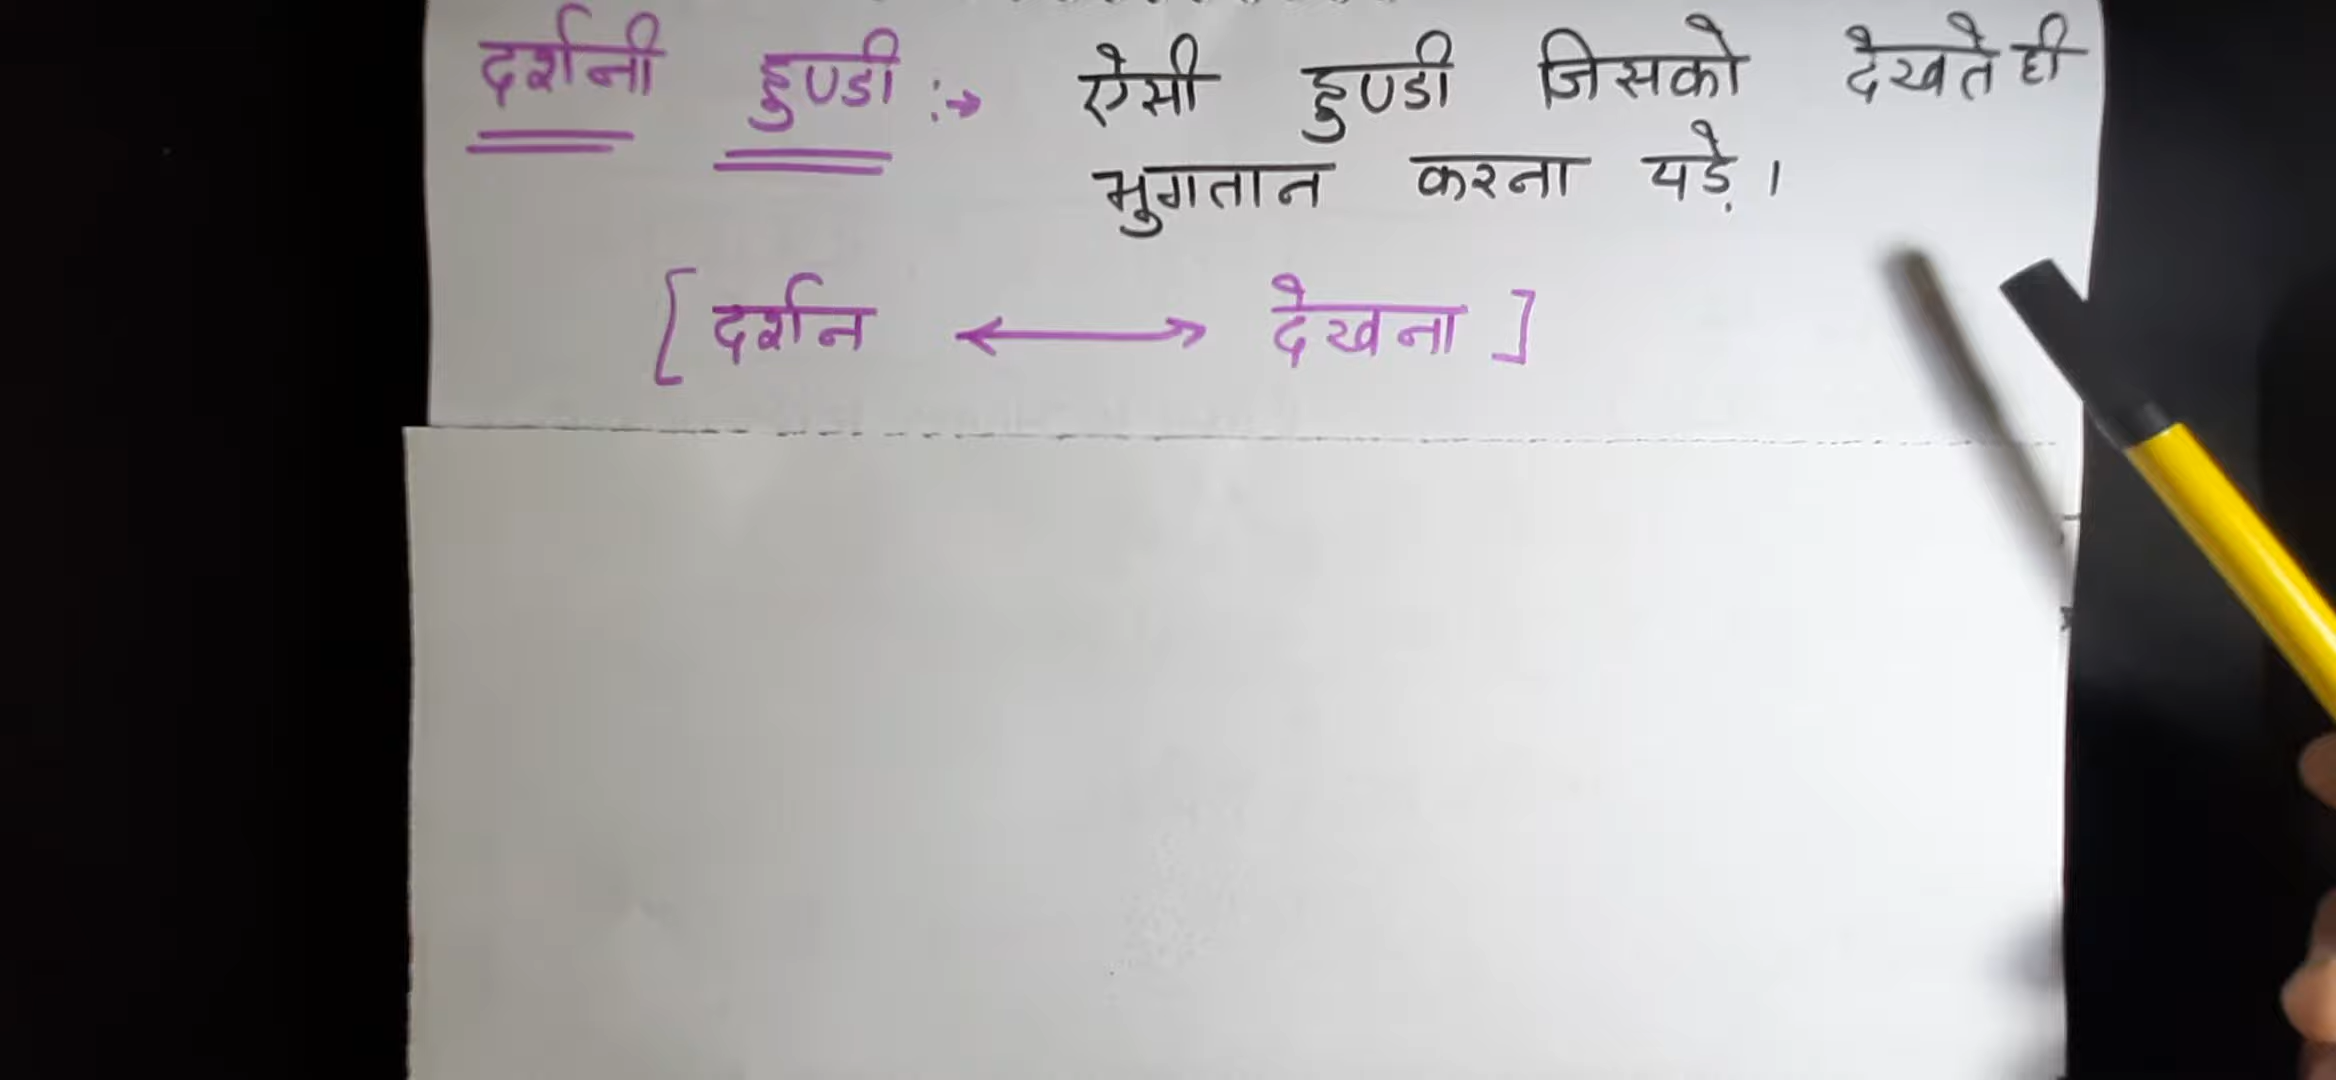 दर्शनी हुण्डी :→ ऐसी हुण्डी जिसको देखते ही
भुगतान करना पड़े।
[दर्शन ⟷ देखना]